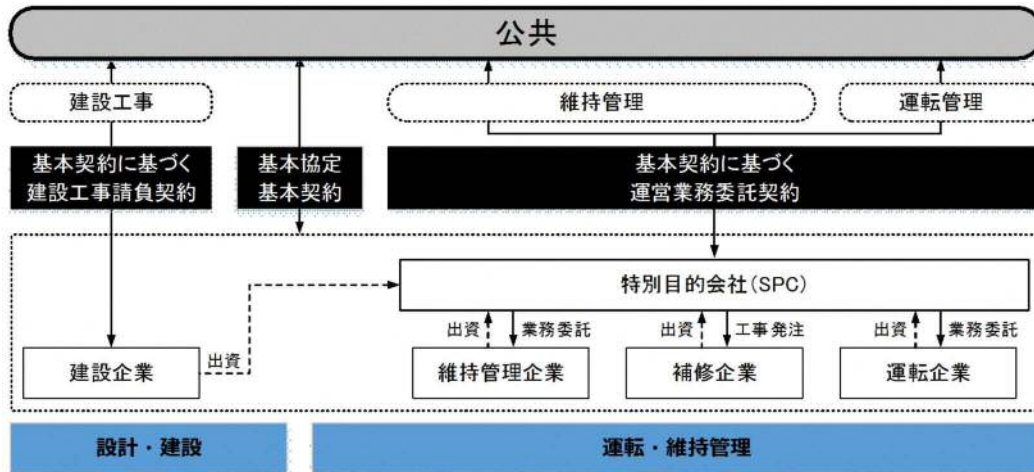 公共
建設工事
維持管理
運転管理
基本契約に基づく
建設工事請負契約
基本協定
基本契約
基本契約に基づく
運営業務委託契約
特別目的会社(SPC)
出資
業務委託
出資
工事発注
出資
業務委託
建設企業
出資
維持管理企業
補修企業
運転企業
設計・建設
運転・維持管理